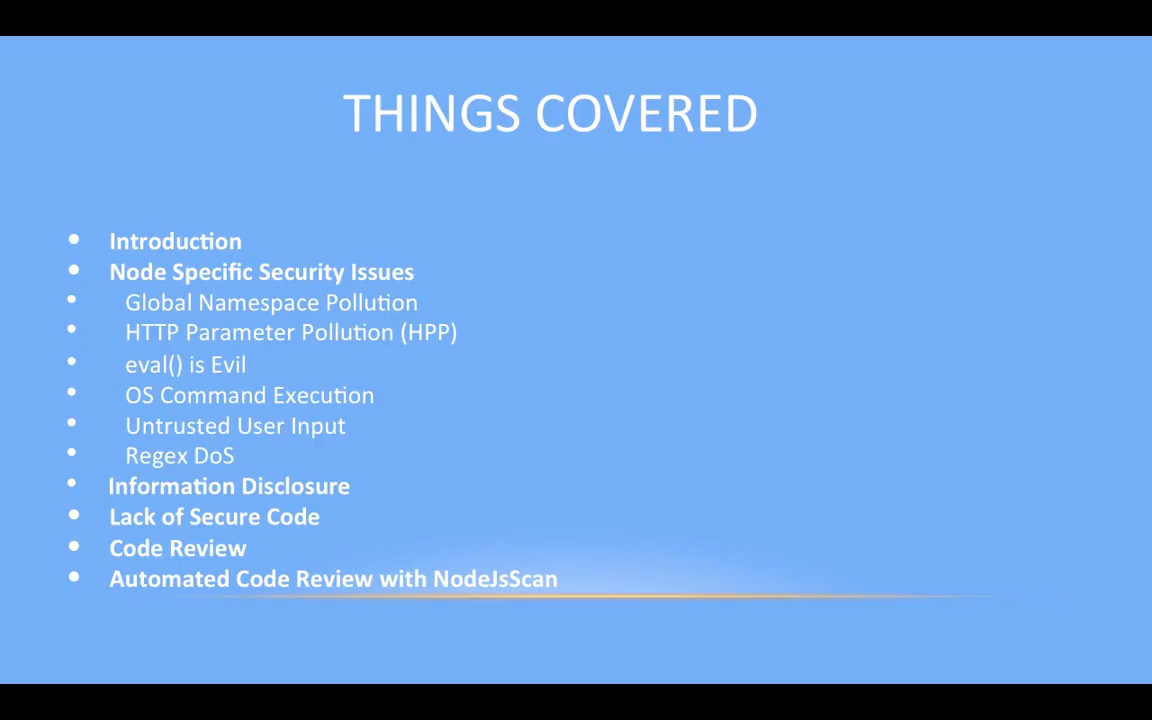 THINGS COVERED
• Introduction
• Node Specific Security Issues
• Global Namespace Pollution
• HTTP Parameter Pollution (HPP)
• eval() is Evil
• OS Command Execution
• Untrusted User Input
• Regex DoS
• Information Disclosure
• Lack of Secure Code
• Code Review
• Automated Code Review with NodeJsScan